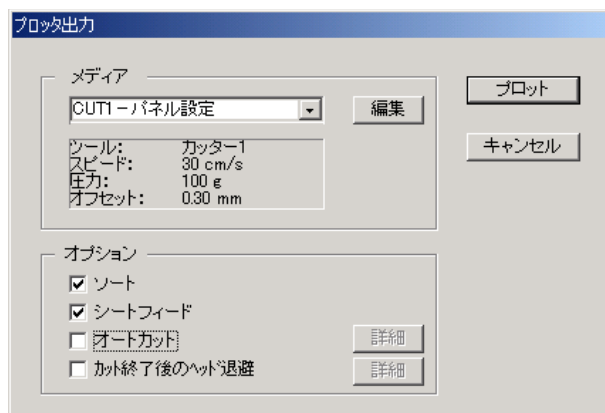 プロッタ出力
メディア
CUT1－パネル設定
編集
プロット
キャンセル
ツール: カッター1
スピード: 30 cm/s
圧力: 100 g
オフセット: 0.30 mm
オプション
ソート
シートフィード
オートカット
詳細
カット終了後のヘッド退避
詳細